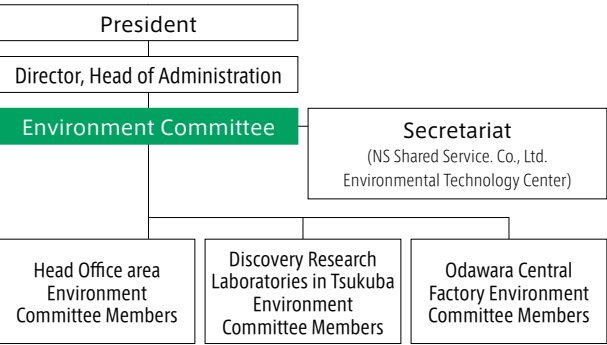 President
Director, Head of Administration
Environment Committee
Secretariat
(NS Shared Service. Co., Ltd.
Environmental Technology Center)
Head Office area
Environment
Committee Members
Discovery Research
Laboratories in Tsukuba
Environment
Committee Members
Odawara Central
Factory Environment
Committee Members